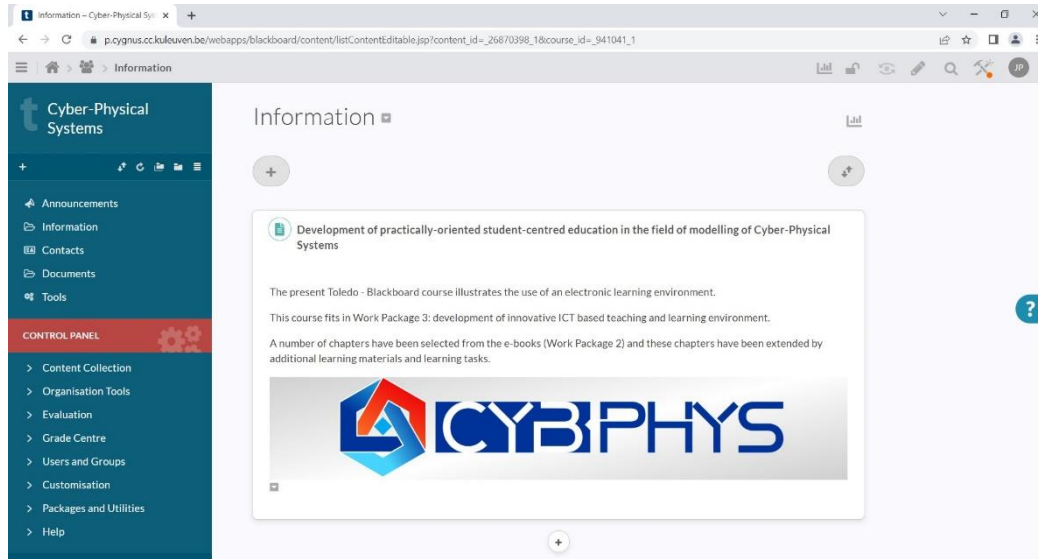 Information – Cyber-Physical Sy
p.cygnus.cc.kuleuven.be/webapps/blackboard/content/listContentEditable.jsp?content_id=_26870398_1&course_id=_941041_1
Information
JP
t Cyber-Physical
Systems
Information
Announcements
Information
Contacts
Documents
Tools
CONTROL PANEL
Content Collection
Organisation Tools
Evaluation
Grade Centre
Users and Groups
Customisation
Packages and Utilities
Help
Development of practically-oriented student-centred education in the field of modelling of Cyber-Physical
Systems
The present Toledo - Blackboard course illustrates the use of an electronic learning environment.
This course fits in Work Package 3: development of innovative ICT based teaching and learning environment.
A number of chapters have been selected from the e-books (Work Package 2) and these chapters have been extended by
additional learning materials and learning tasks.
CYBPHYS
?